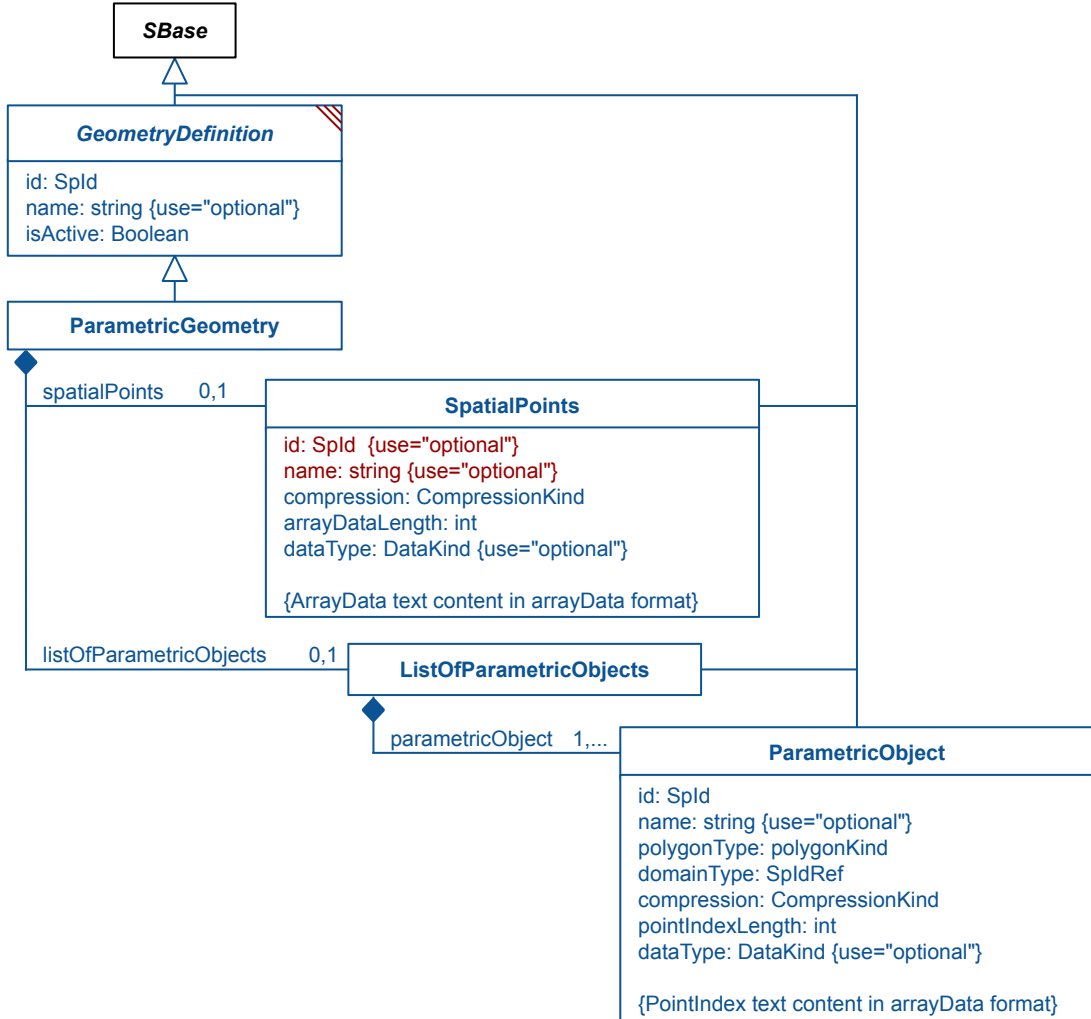 SBase
GeometryDefinition
id: SpId
name: string {use="optional"}
isActive: Boolean
ParametricGeometry
spatialPoints 0,1
SpatialPoints
id: SpId {use="optional"}
name: string {use="optional"}
compression: CompressionKind
arrayDataLength: int
dataType: DataKind {use="optional"}
{ArrayData text content in arrayData format}
listOfParametricObjects 0,1
ListOfParametricObjects
parametricObject 1,...
ParametricObject
id: SpId
name: string {use="optional"}
polygonType: polygonKind
domainType: SpIdRef
compression: CompressionKind
pointIndexLength: int
dataType: DataKind {use="optional"}
{PointIndex text content in arrayData format}